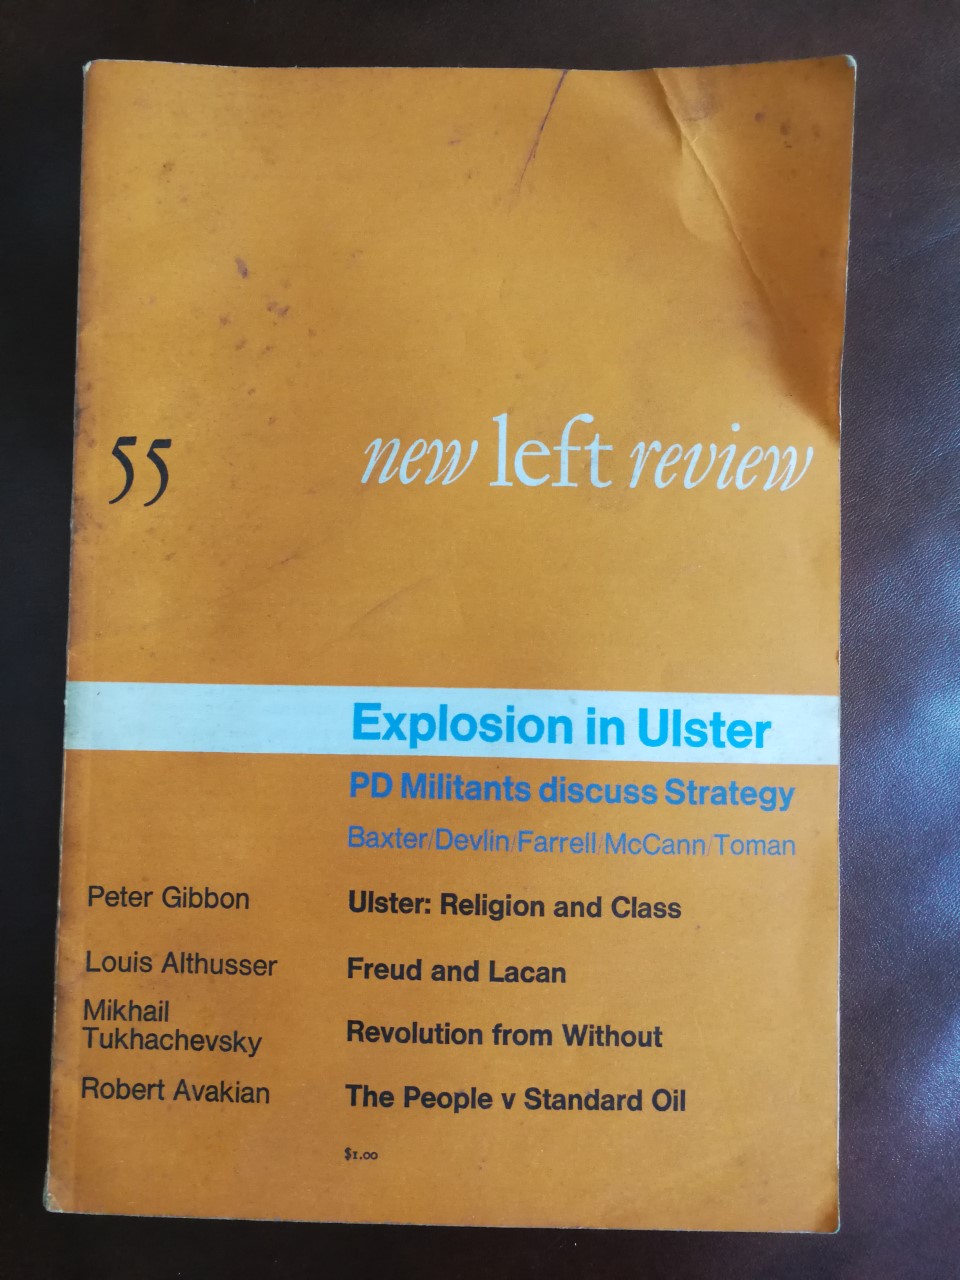 55 new left review
Explosion in Ulster
PD Militants discuss Strategy
Baxter/Devlin/Farrell/McCann/Toman
Peter Gibbon Ulster: Religion and Class
Louis Althusser Freud and Lacan
Mikhail
Tukhachevsky Revolution from Without
Robert Avakian The People v Standard Oil
$1.00